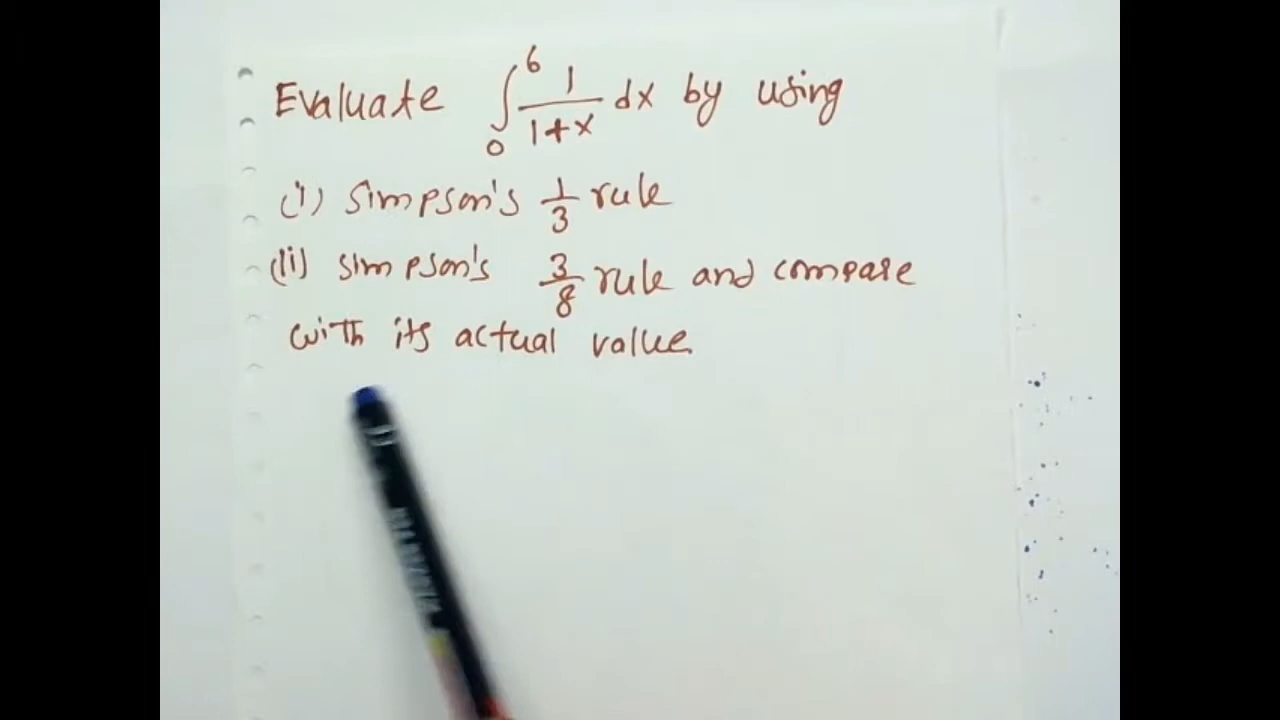 Evaluate ∫₀⁶ 1/(1+x) dx by using
(i) Simpson's 1/3 rule
(ii) Simpson's 3/8 rule and compare
with its actual value.